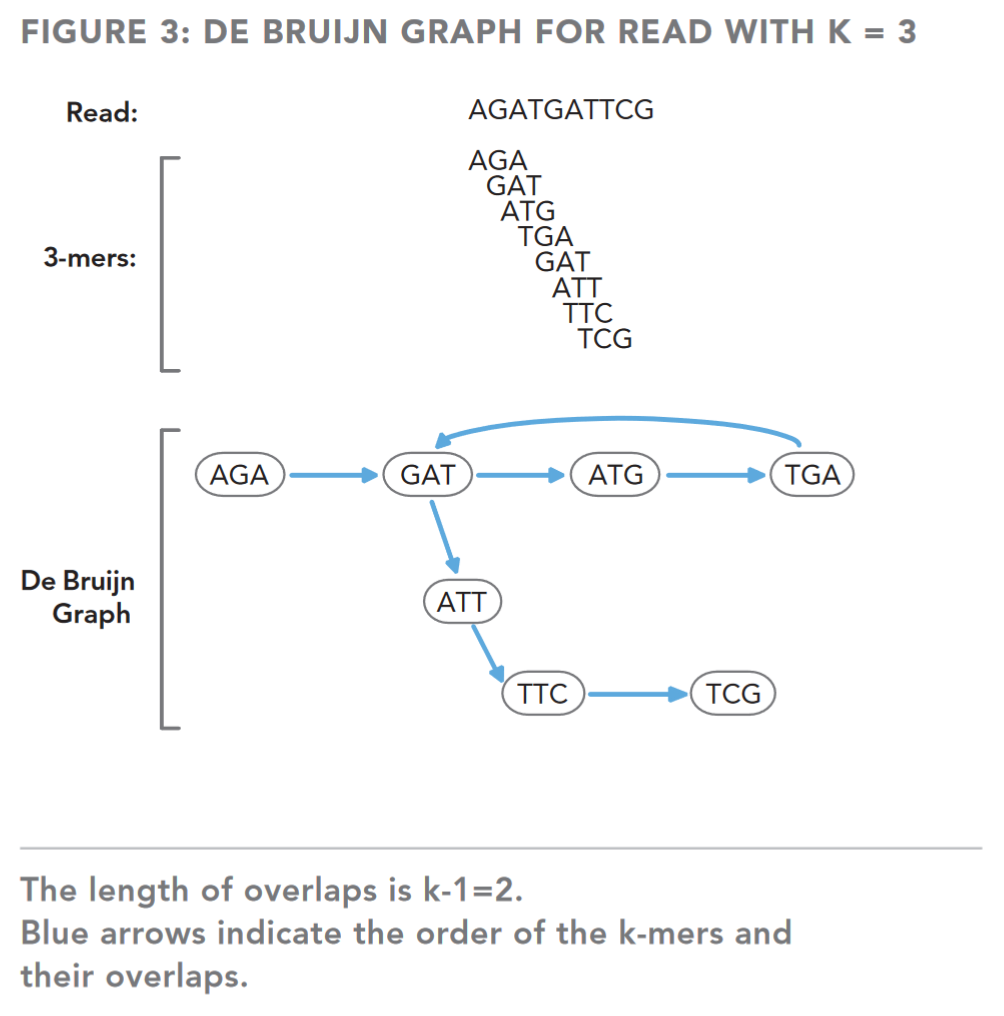 FIGURE 3: DE BRUIJN GRAPH FOR READ WITH K = 3
Read:
AGATGATTCG
3-mers:
AGA
GAT
ATG
TGA
GAT
ATT
TTC
TCG
De Bruijn
Graph
AGA
GAT
ATG
TGA
ATT
TTC
TCG
The length of overlaps is k-1=2.
Blue arrows indicate the order of the k-mers and
their overlaps.